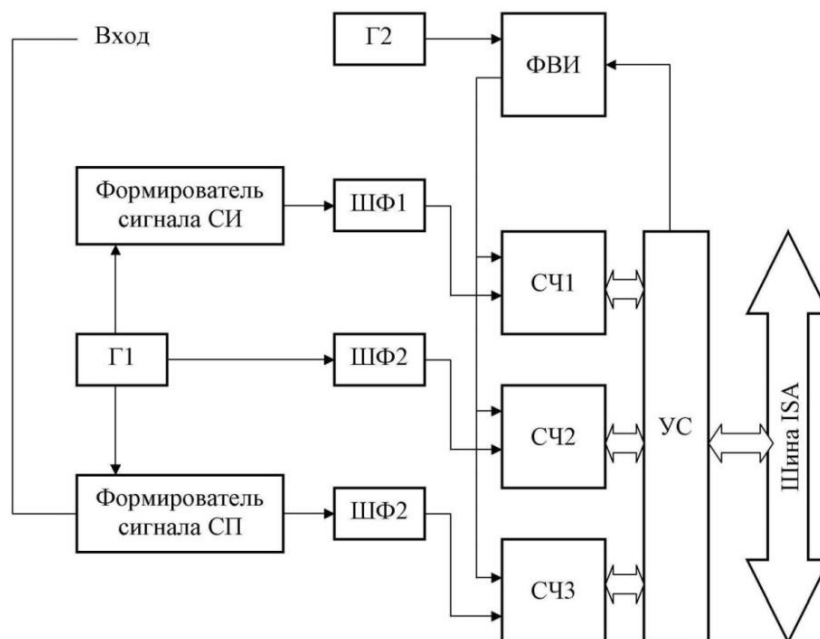 Вход
Г2
ФВИ
Формирователь
сигнала СИ
ШФ1
СЧ1
Г1
ШФ2
СЧ2
УС
Шина ISA
Формирователь
сигнала СП
ШФ2
СЧ3